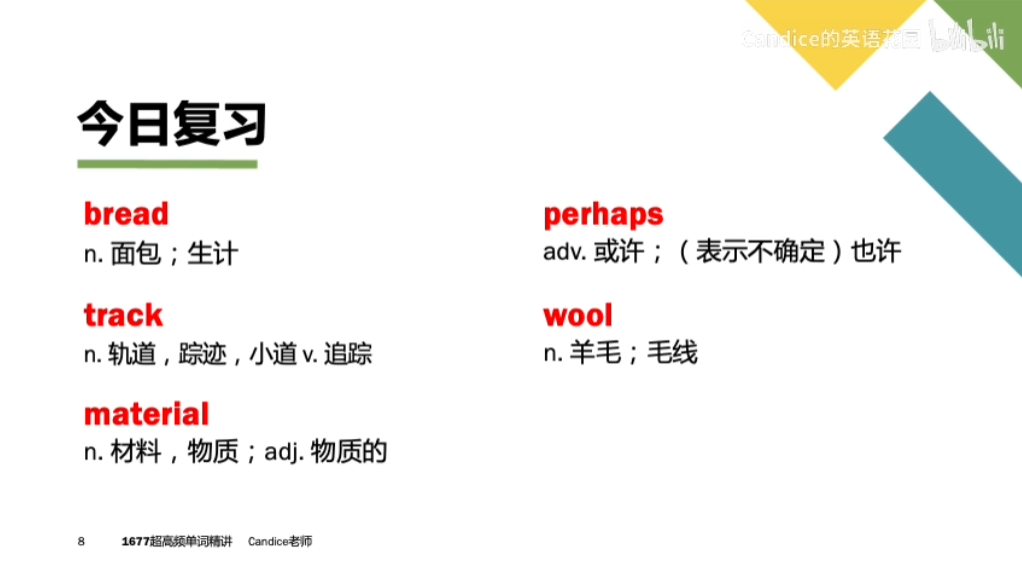 Candice的英语花园 bilibili
今日复习
bread
n. 面包；生计
track
n. 轨道，踪迹，小道 v. 追踪
material
n. 材料，物质；adj. 物质的
perhaps
adv. 或许；（表示不确定）也许
wool
n. 羊毛；毛线
8 1677超高频单词精讲 Candice老师